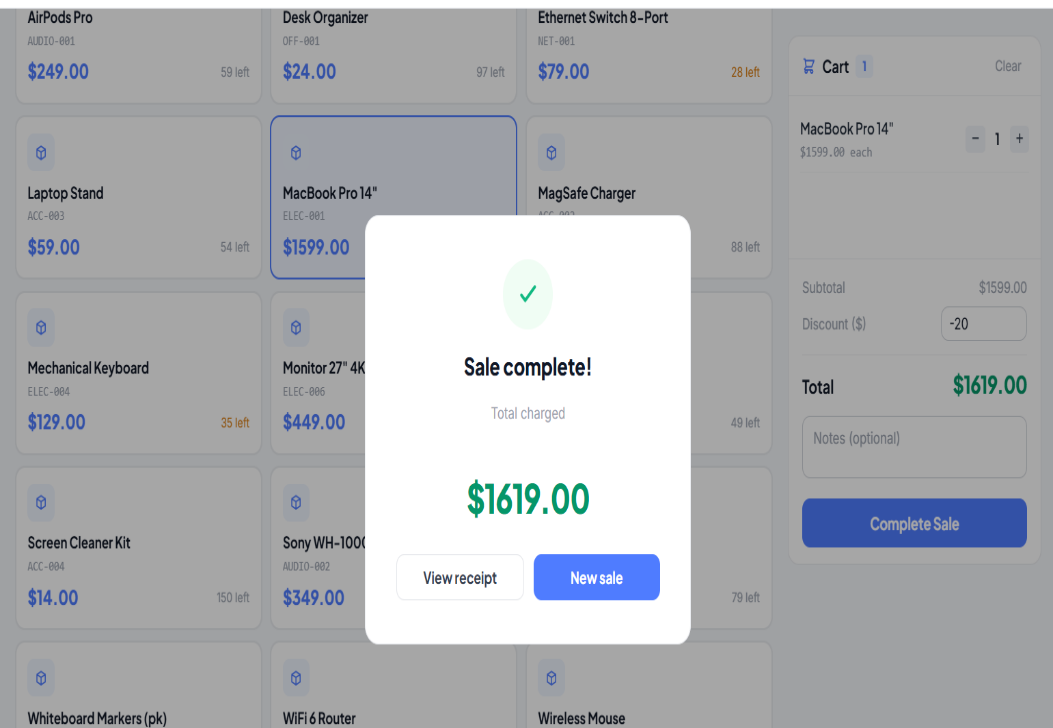 AirPods Pro
AUDIO-001
$249.00
59 left
Desk Organizer
OFF-001
$24.00
97 left
Ethernet Switch 8-Port
NET-001
$79.00
28 left
Laptop Stand
ACC-003
$59.00
54 left
MacBook Pro 14"
ELEC-001
$1599.00
MagSafe Charger
88 left
Mechanical Keyboard
ELEC-004
$129.00
35 left
Monitor 27" 4K
ELEC-006
$449.00
49 left
Screen Cleaner Kit
ACC-004
$14.00
150 left
Sony WH-1000
AUDIO-002
$349.00
79 left
Whiteboard Markers (pk)
WiFi 6 Router
Wireless Mouse
Sale complete!
Total charged
$1619.00
View receipt
New sale
Cart 1
Clear
MacBook Pro 14"
$1599.00 each
− 1 +
Subtotal
$1599.00
Discount ($)
-20
Total
$1619.00
Notes (optional)
Complete Sale